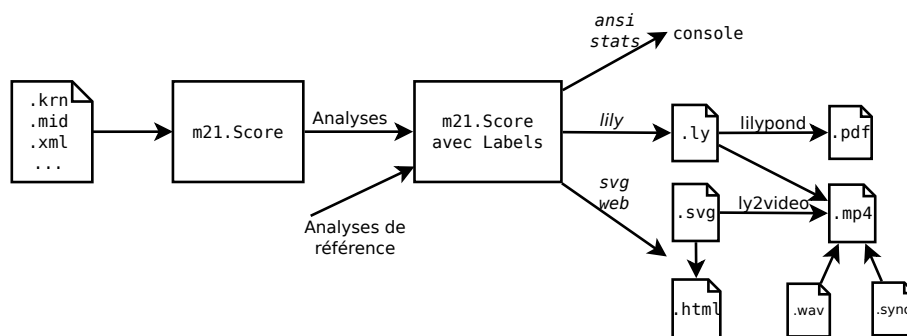 .krn
.mid
.xml
...
m21.Score
Analyses
m21.Score
avec Labels
Analyses de
référence
ansi
stats
console
lily
.ly
lilypond
.pdf
svg
web
.svg
ly2video
.mp4
.html
.wav
.sync